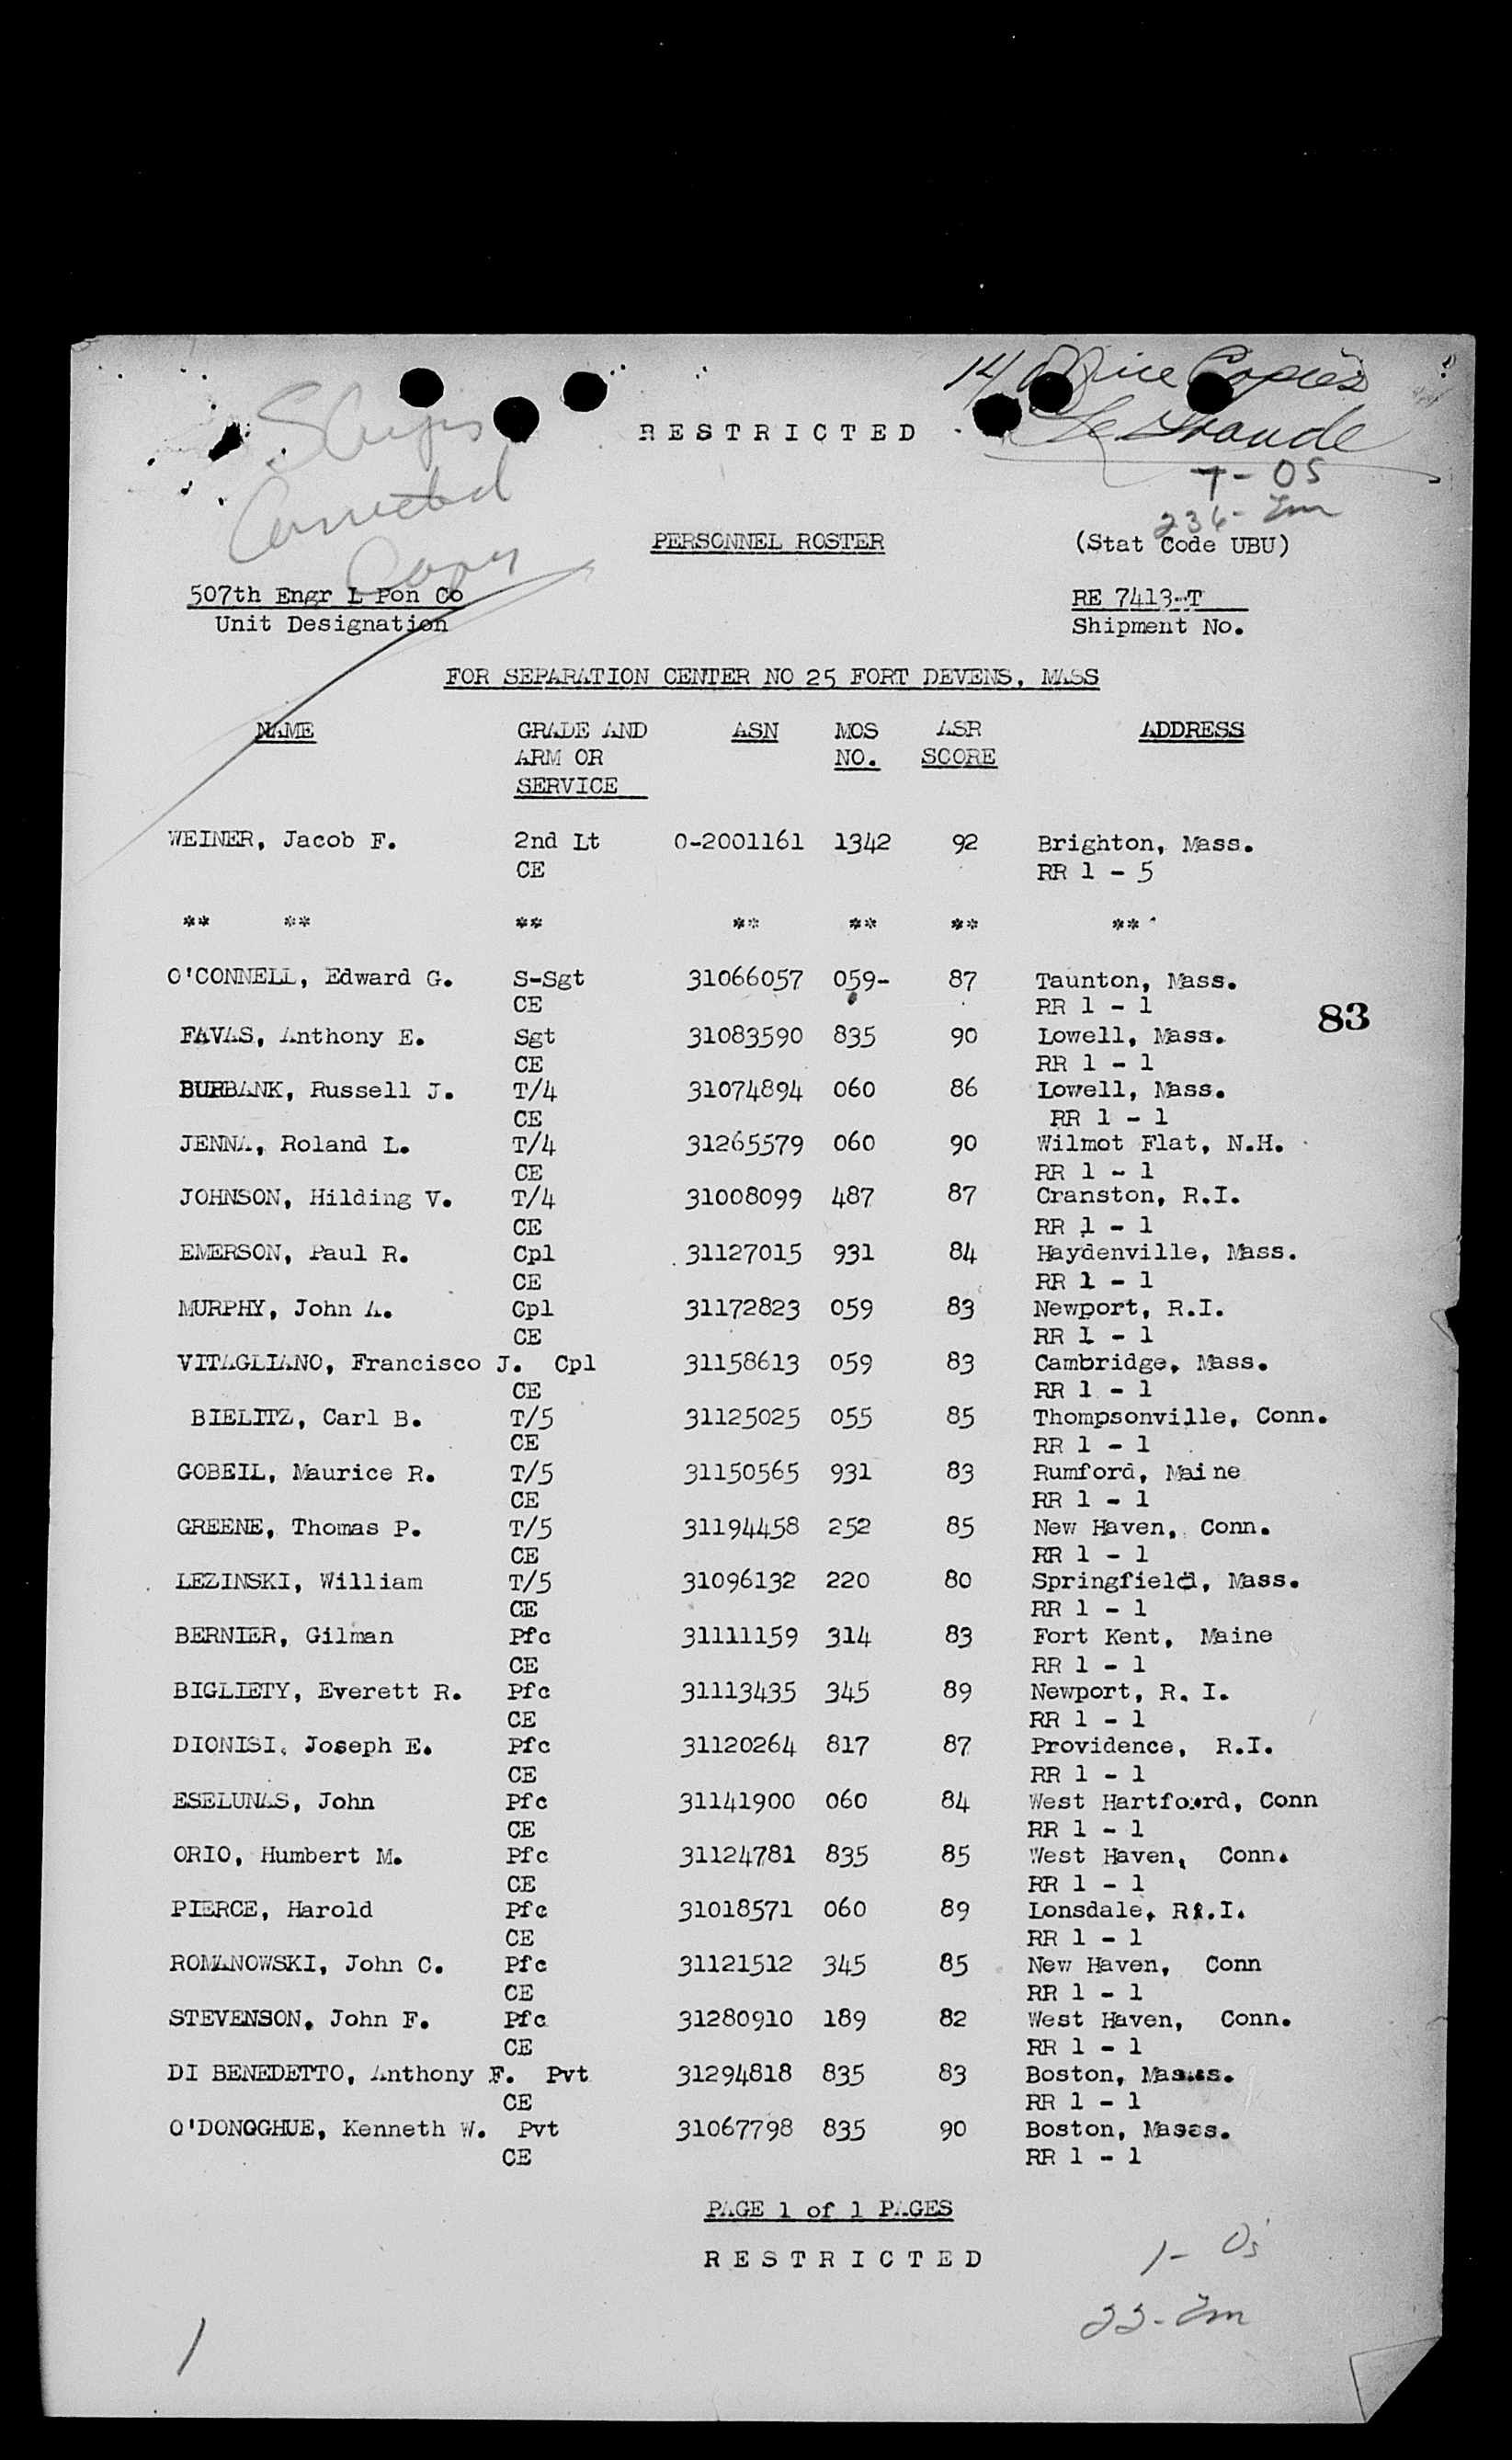 14 Office Copies
Le Grande
RESTRICTED
Ships
7 - OS
Corrected
236 - Em
PERSONNEL ROSTER (Stat Code UBU)
Copy
507th Engr L Pon Co RE 7413-T
Unit Designation Shipment No.
FOR SEPARATION CENTER NO 25 FORT DEVENS, MASS
NAME GRADE AND ASN MOS ASR ADDRESS
ARM OR NO. SCORE
SERVICE
WEINER, Jacob F. 2nd Lt O-2001161 1342 92 Brighton, Mass.
CE RR 1 - 5
** ** ** ** ** ** **
O'CONNELL, Edward G. S-Sgt 31066057 059- 87 Taunton, Mass.
CE RR 1 - 1
83
FAVAS, Anthony E. Sgt 31083590 835 90 Lowell, Mass.
CE RR 1 - 1
BURBANK, Russell J. T/4 31074894 060 86 Lowell, Mass.
CE RR 1 - 1
JENNA, Roland L. T/4 31265579 060 90 Wilmot Flat, N.H.
CE RR 1 - 1
JOHNSON, Hilding V. T/4 31008099 487 87 Cranston, R.I.
CE RR 1 - 1
EMERSON, Paul R. Cpl 31127015 931 84 Haydenville, Mass.
CE RR 1 - 1
MURPHY, John A. Cpl 31172823 059 83 Newport, R.I.
CE RR 1 - 1
VITAGLIANO, Francisco J. Cpl 31158613 059 83 Cambridge, Mass.
CE RR 1 - 1
BIELITZ, Carl B. T/5 31125025 055 85 Thompsonville, Conn.
CE RR 1 - 1
GOBEIL, Maurice R. T/5 31150565 931 83 Rumford, Maine
CE RR 1 - 1
GREENE, Thomas P. T/5 31194458 252 85 New Haven, Conn.
CE RR 1 - 1
LEZINSKI, William T/5 31096132 220 80 Springfield, Mass.
CE RR 1 - 1
BERNIER, Gilman Pfc 31111159 314 83 Fort Kent, Maine
CE RR 1 - 1
BIGLIETY, Everett R. Pfc 31113435 345 89 Newport, R. I.
CE RR 1 - 1
DIONISI, Joseph E. Pfc 31120264 817 87 Providence, R.I.
CE RR 1 - 1
ESELUNAS, John Pfc 31141900 060 84 West Hartfoord, Conn
CE RR 1 - 1
ORIO, Humbert M. Pfc 31124781 835 85 West Haven, Conn.
CE RR 1 - 1
PIERCE, Harold Pfc 31018571 060 89 Lonsdale, R.I.
CE RR 1 - 1
ROMANOWSKI, John C. Pfc 31121512 345 85 New Haven, Conn
CE RR 1 - 1
STEVENSON, John F. Pfc 31280910 189 82 West Haven, Conn.
CE RR 1 - 1
DI BENEDETTO, Anthony F. Pvt 31294818 835 83 Boston, Mass.
CE RR 1 - 1
O'DONOGHUE, Kenneth W. Pvt 31067798 835 90 Boston, Masss.
CE RR 1 - 1
PAGE 1 of 1 PAGES
RESTRICTED
1 - Os
22 - Em
1